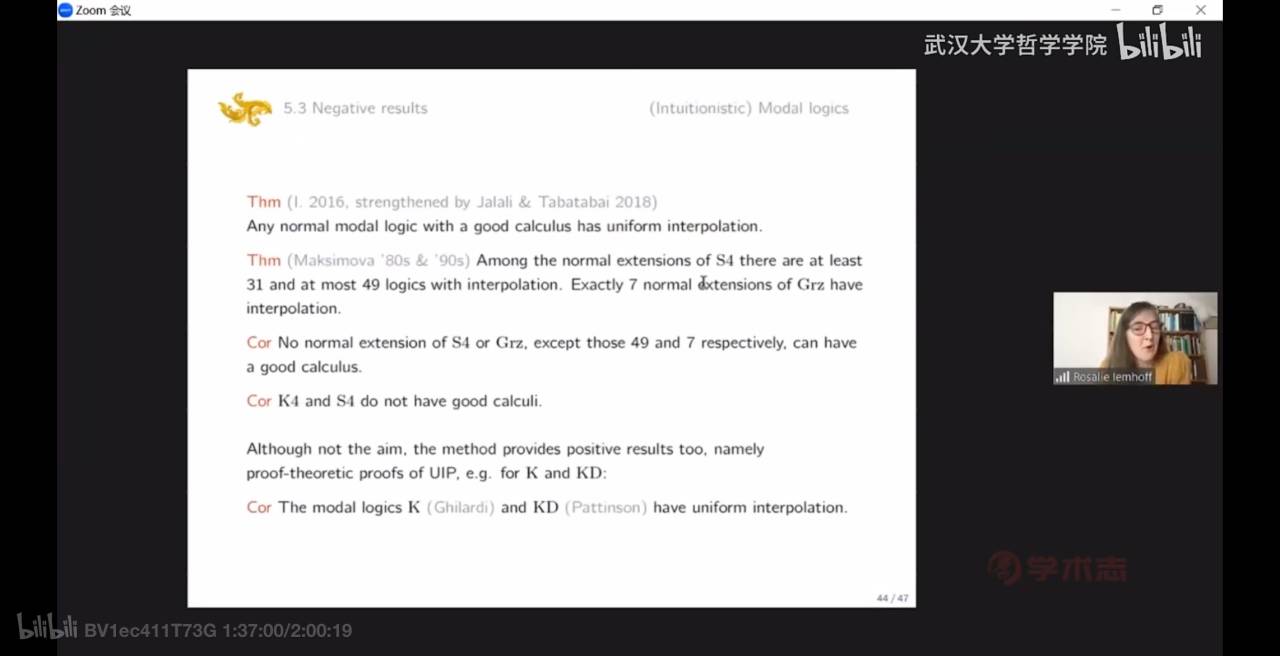 Zoom 会议
武汉大学哲学学院 bilibili
5.3 Negative results (Intuitionistic) Modal logics
Thm (I. 2016, strengthened by Jalali & Tabatabai 2018)
Any normal modal logic with a good calculus has uniform interpolation.
Thm (Maksimova '80s & '90s) Among the normal extensions of S4 there are at least
31 and at most 49 logics with interpolation. Exactly 7 normal extensions of Grz have
interpolation.
Cor No normal extension of S4 or Grz, except those 49 and 7 respectively, can have
a good calculus.
Cor K4 and S4 do not have good calculi.
Although not the aim, the method provides positive results too, namely
proof-theoretic proofs of UIP, e.g. for K and KD:
Cor The modal logics K (Ghilardi) and KD (Pattinson) have uniform interpolation.
44 / 47
Rosalie Iemhoff
学术志
bilibili BV1ec411T73G 1:37:00/2:00:19